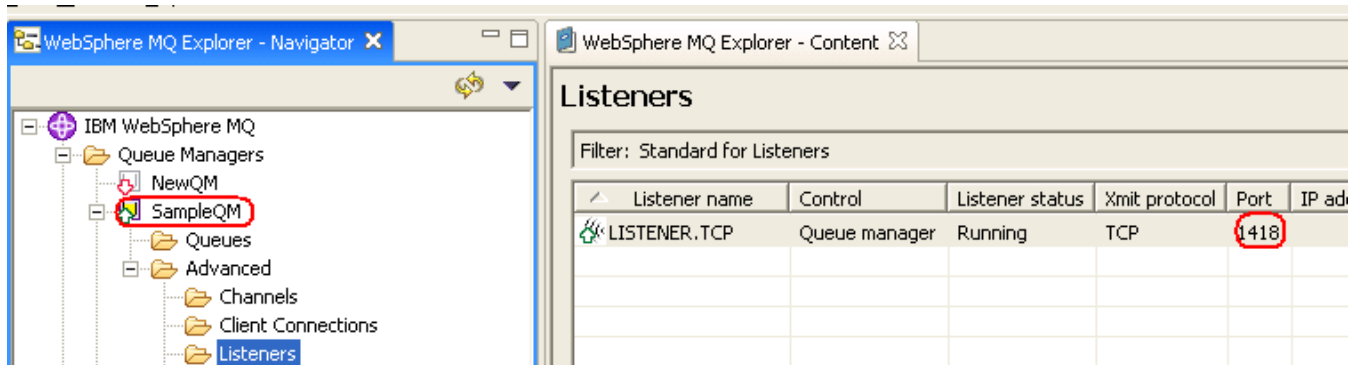 WebSphere MQ Explorer - Navigator
IBM WebSphere MQ
Queue Managers
NewQM
SampleQM
Queues
Advanced
Channels
Client Connections
Listeners
WebSphere MQ Explorer - Content
Listeners
Filter: Standard for Listeners
Listener name Control Listener status Xmit protocol Port IP add
LISTENER.TCP Queue manager Running TCP 1418